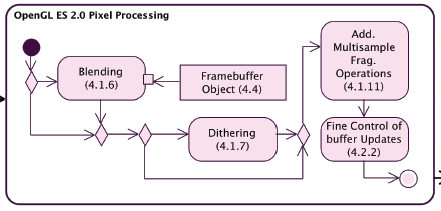 OpenGL ES 2.0 Pixel Processing
Blending
(4.1.6)
Framebuffer
Object (4.4)
Dithering
(4.1.7)
Add.
Multisample
Frag.
Operations
(4.1.11)
Fine Control of
buffer Updates
(4.2.2)